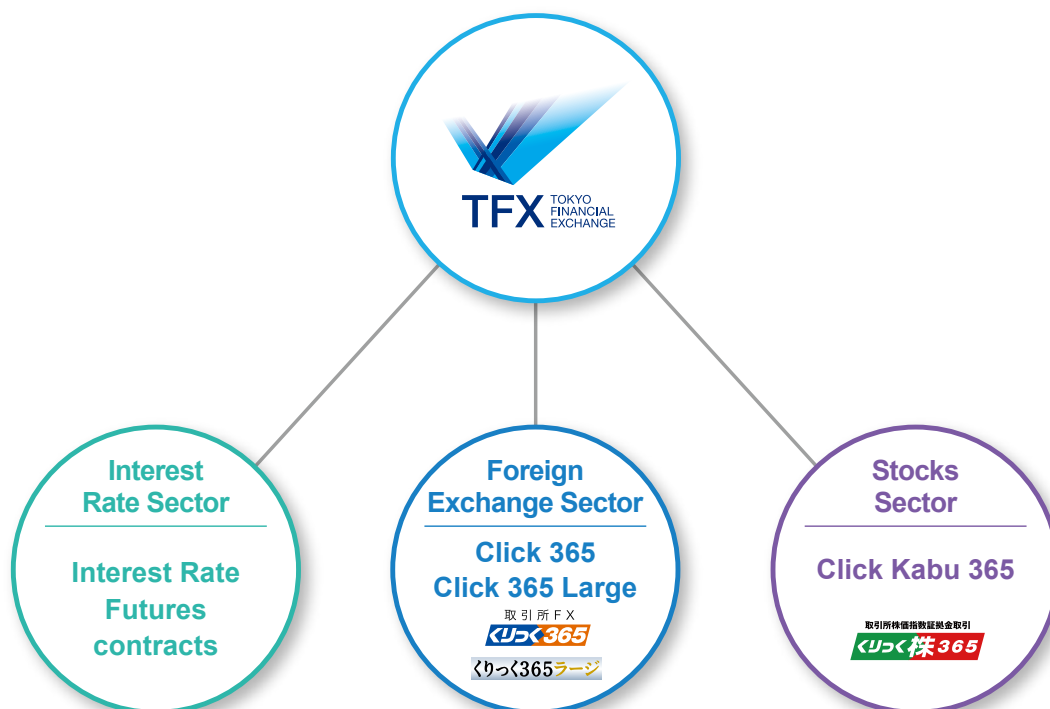 TFX
TOKYO
FINANCIAL
EXCHANGE
Interest
Rate Sector
Interest Rate
Futures
contracts
Foreign
Exchange Sector
Click 365
Click 365 Large
取引所FX
くりっく365
くりっく365ラージ
Stocks
Sector
Click Kabu 365
取引所株価指数証拠金取引
くりっく株365